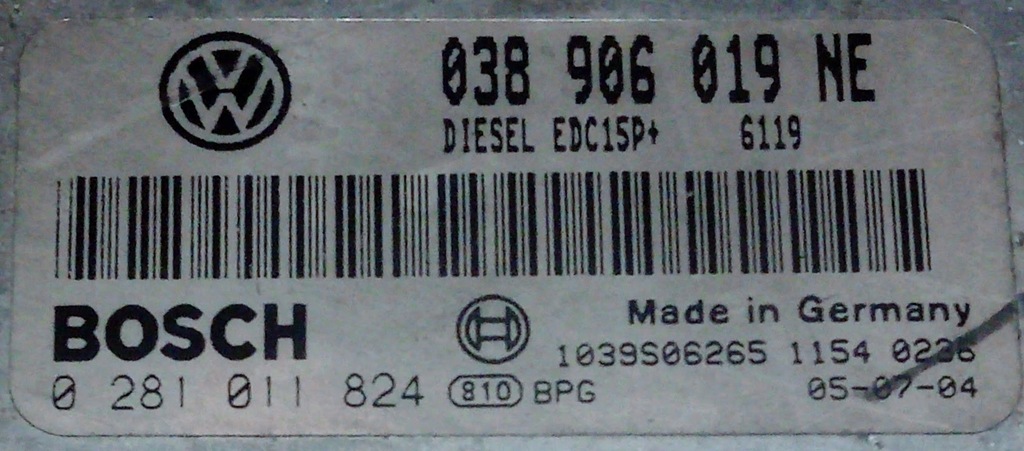 038 906 019 NE
DIESEL EDC15P+ 6119
BOSCH
Made in Germany
1039S06265 1154 0236
0 281 011 824 810 BPG 05-07-04